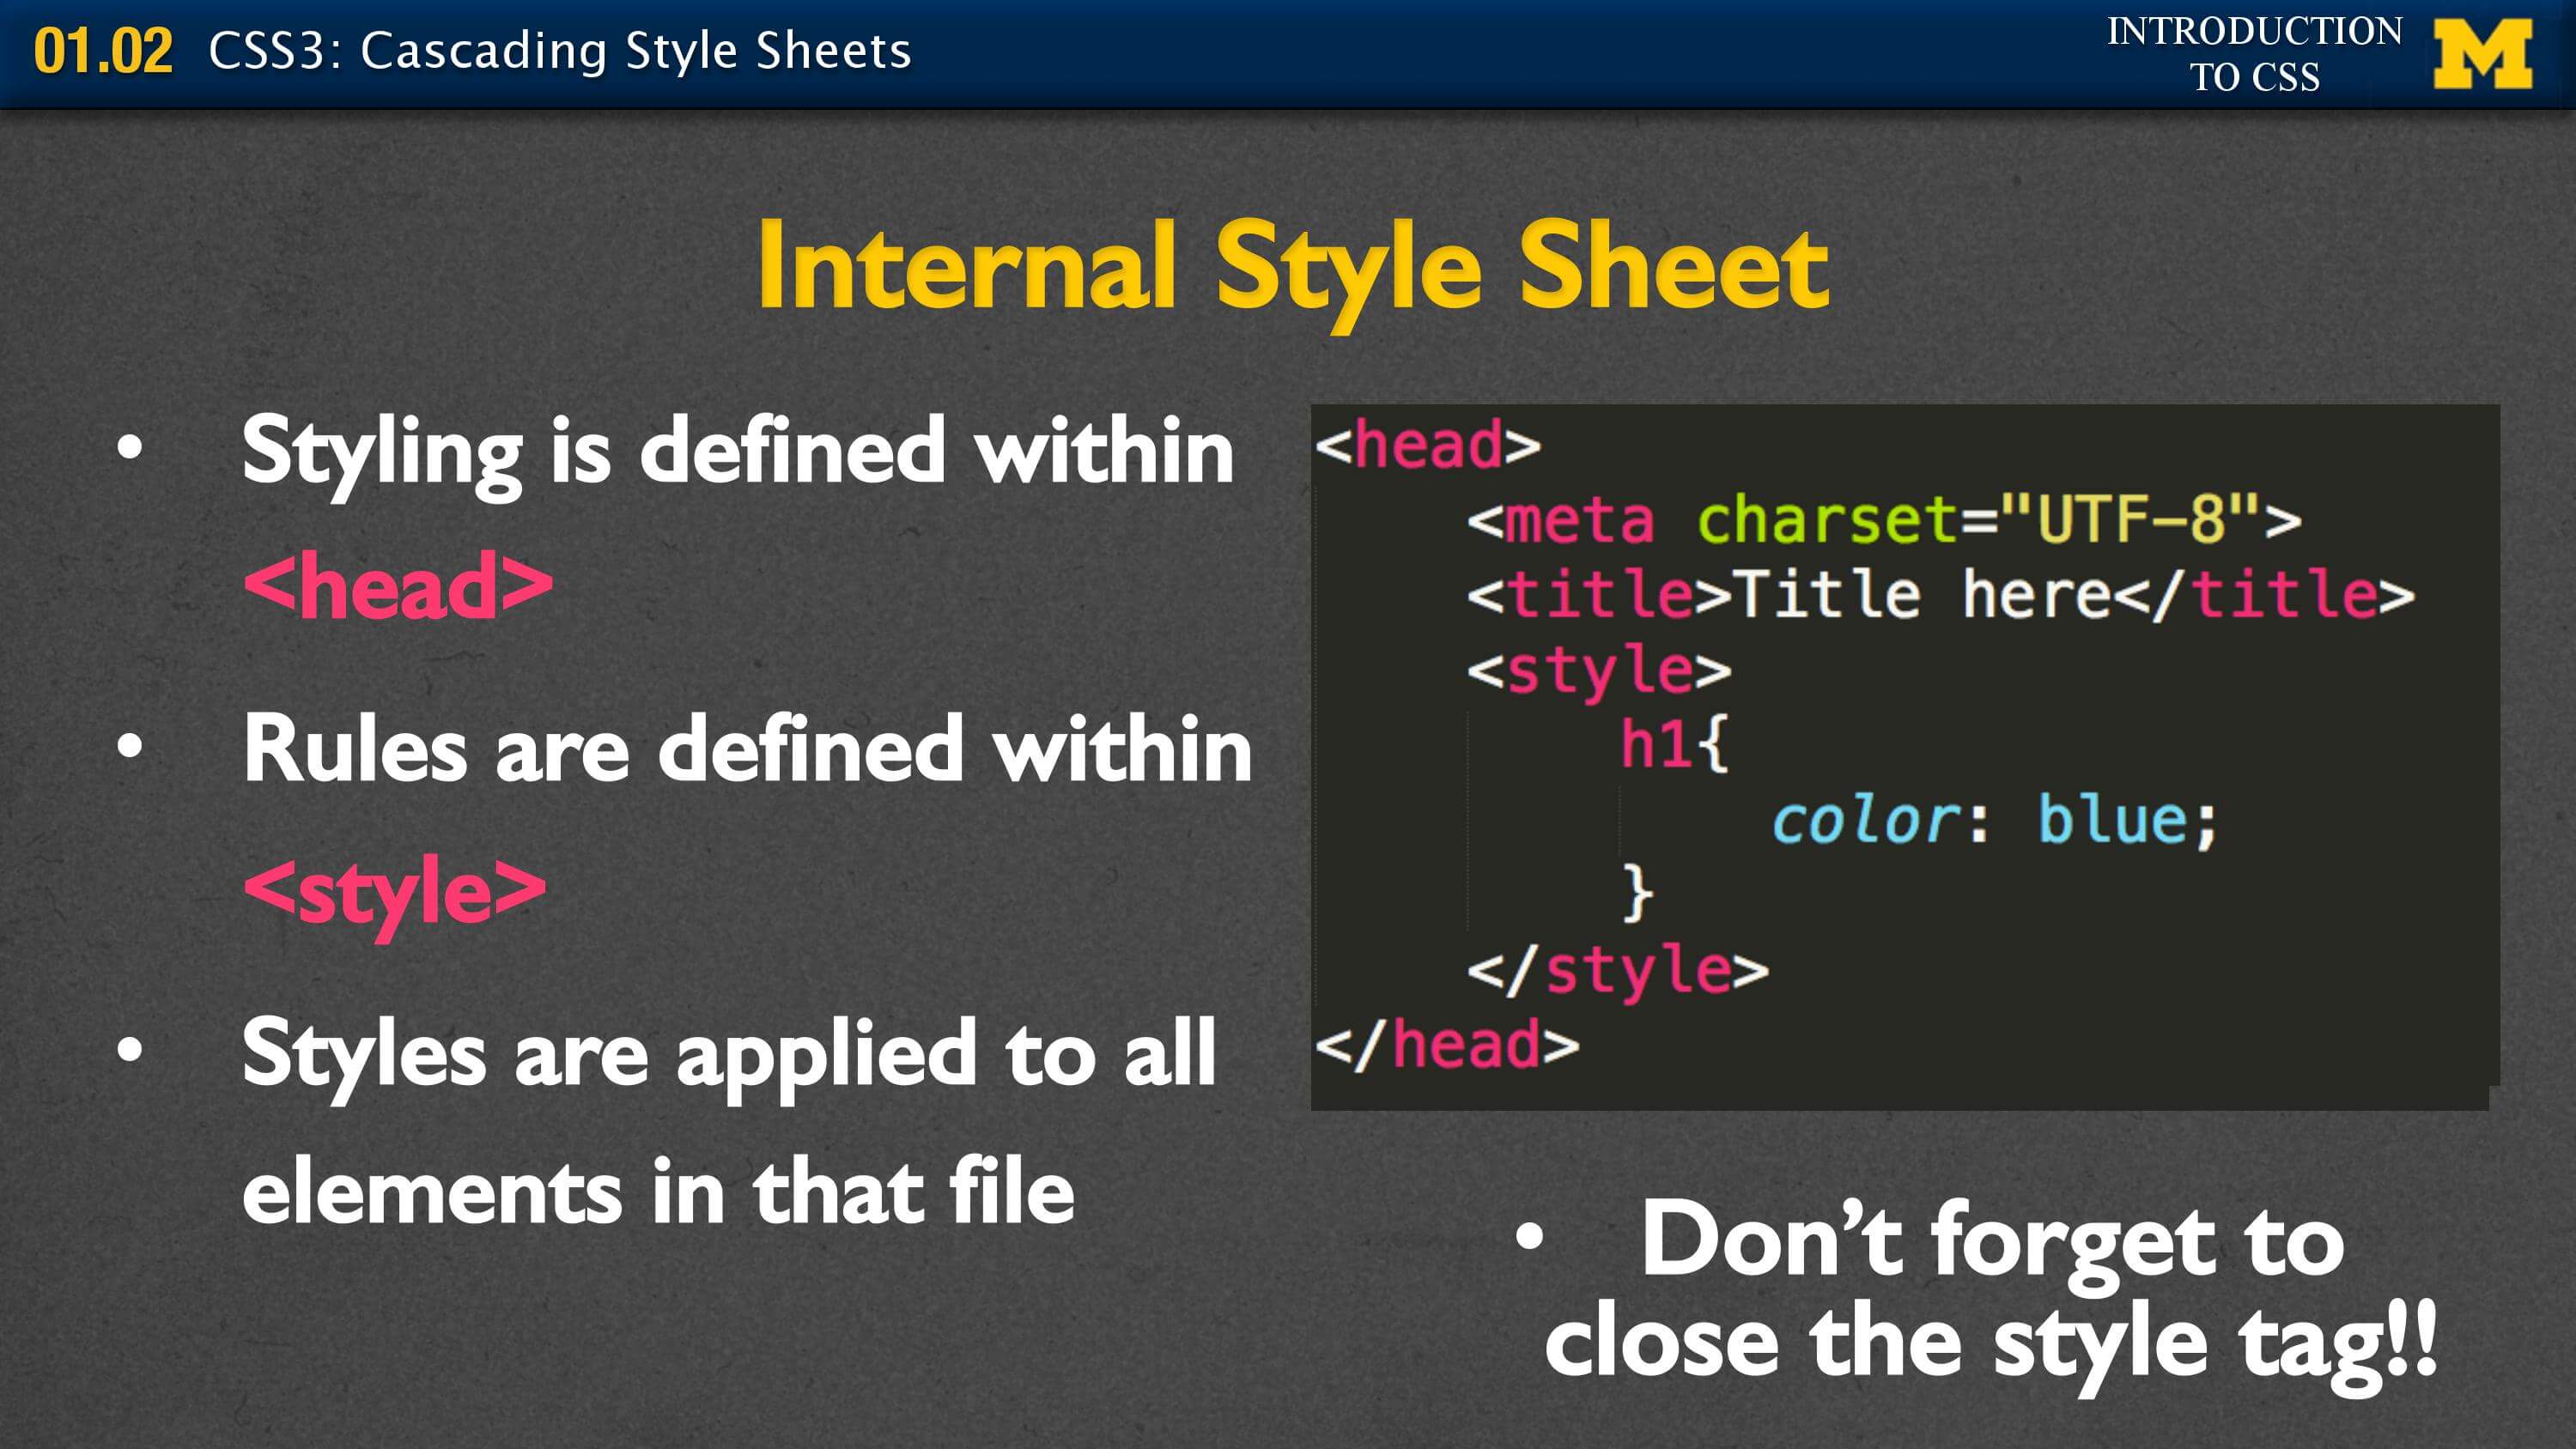 01.02 CSS3: Cascading Style Sheets
INTRODUCTION
TO CSS
M
Internal Style Sheet
• Styling is defined within
<head>
• Rules are defined within
<style>
• Styles are applied to all
elements in that file
<head>
    <meta charset="UTF-8">
    <title>Title here</title>
    <style>
        h1{
            color: blue;
        }
    </style>
</head>
• Don’t forget to
close the style tag!!